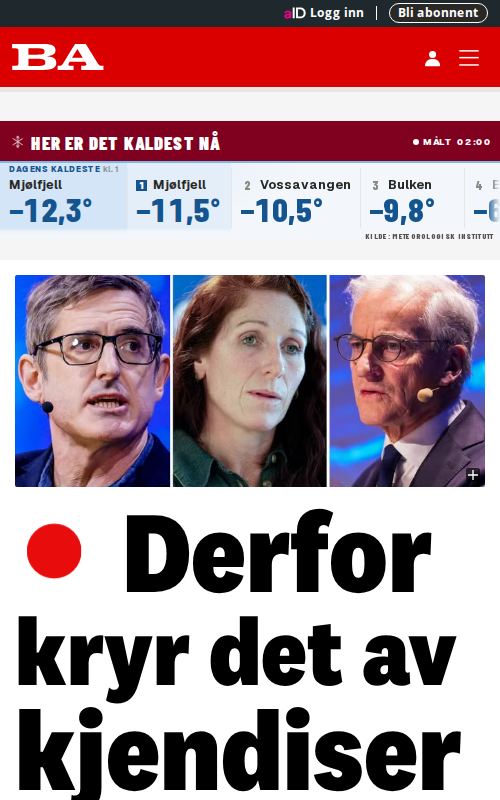 aID Logg inn
Bli abonnent
BA
HER ER DET KALDEST NÅ
MÅLT 02:00
DAGENS KALDESTE kl.1
Mjølfjell
-12,3°
1 Mjølfjell
-11,5°
2 Vossavangen
-10,5°
3 Bulken
-9,8°
4
KILDE: METEOROLOGISK INSTITUTT
Derfor
kryr det av
kjendiser